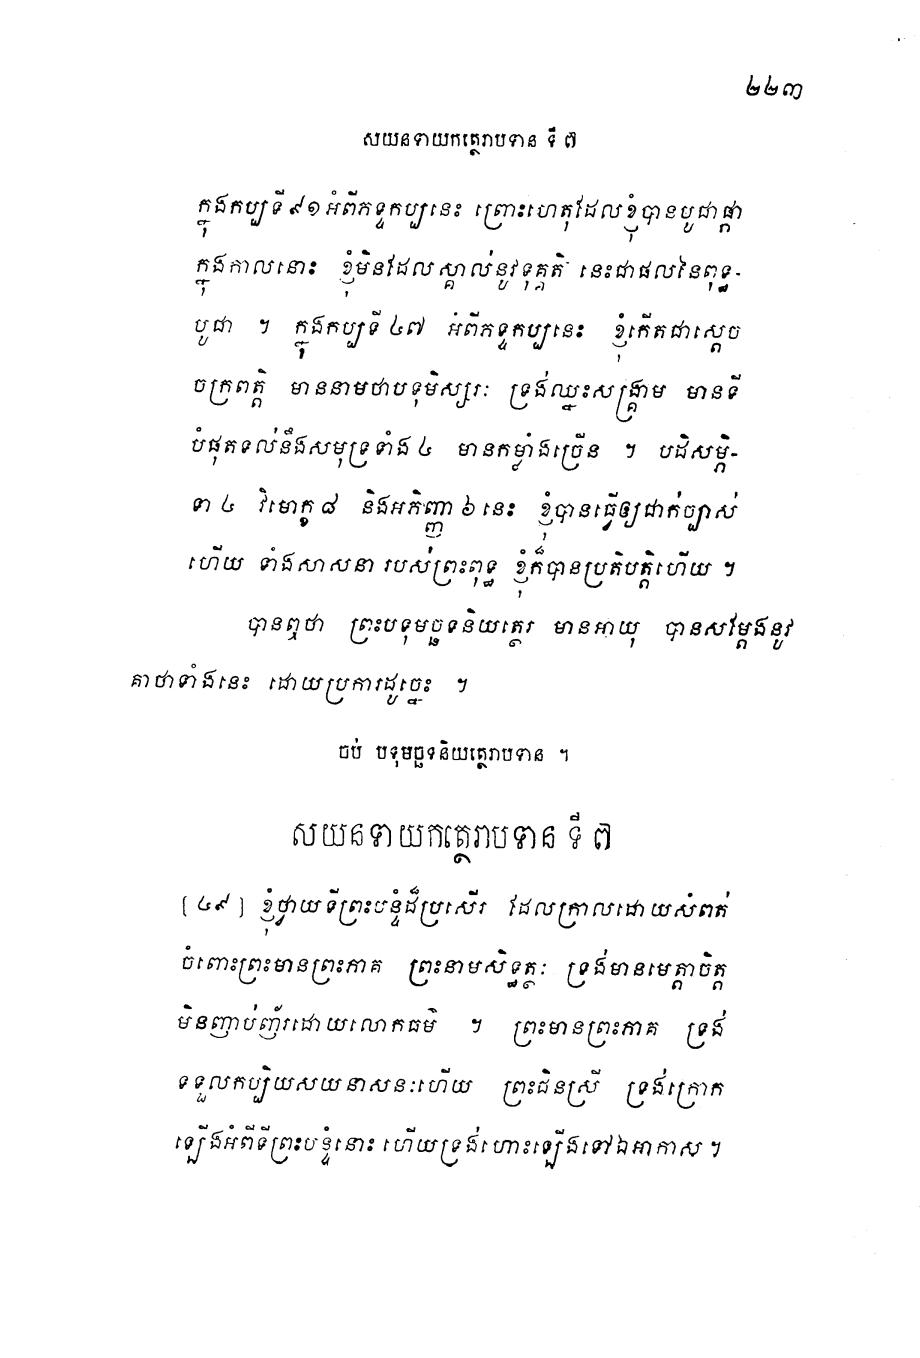 ២២៣
សយនទាយកត្ថេរាបទាន ទី ៧
ក្នុងកប្បទី ៩១ អំពីភទ្ទកប្បនេះ ព្រោះហេតុដែលខ្ញុំបានបូជាផ្កា
ក្នុងកាលនោះ ខ្ញុំមិនដែលស្គាល់នូវទុគ្គតិ នេះជាផលនៃពុទ្ធ-
បូជា ។ ក្នុងកប្បទី ៤៧ អំពីភទ្ទកប្បនេះ ខ្ញុំកើតជាស្តេច
ចក្រពត្តិ មាននាមថាបទុមិស្សរៈ ទ្រង់ឈ្នះសង្គ្រាម មានទី
បំផុតទល់នឹងសមុទ្រទាំង ៤ មានកម្លាំងច្រើន ។ បដិសម្ភិ-
ទា ៤ វិមោក្ខ ៨ និងអភិញ្ញា ៦ នេះ ខ្ញុំបានធ្វើឲ្យជាក់ច្បាស់
ហើយ ទាំងសាសនា របស់ព្រះពុទ្ធ ខ្ញុំក៏បានប្រតិបត្តិហើយ ។
បានឮថា ព្រះបទុមច្ឆទនិយត្ថេរ មានអាយុ បានសម្តែងនូវ
គាថាទាំងនេះ ដោយប្រការដូច្នេះ ។
ចប់ បទុមច្ឆទនិយត្ថេរាបទាន ។
សយនទាយកត្ថេរាបទាន ទី ៧
[ ៤៩ ] ខ្ញុំថ្វាយទីព្រះបន្ទំដ៏ប្រសើរ ដែលក្រាលដោយសំពត់
ចំពោះព្រះមានព្រះភាគ ព្រះនាមសិទ្ធត្ថៈ ទ្រង់មានមេត្តាចិត្ត
មិនញាប់ញ័រដោយលោកធម៌ ។ ព្រះមានព្រះភាគ ទ្រង់
ទទួលកប្បិយសយនាសនៈហើយ ព្រះជិនស្រី ទ្រង់ក្រោក
ឡើងអំពីទីព្រះបន្ទំនោះ ហើយទ្រង់ហោះឡើងទៅឯអាកាស ។